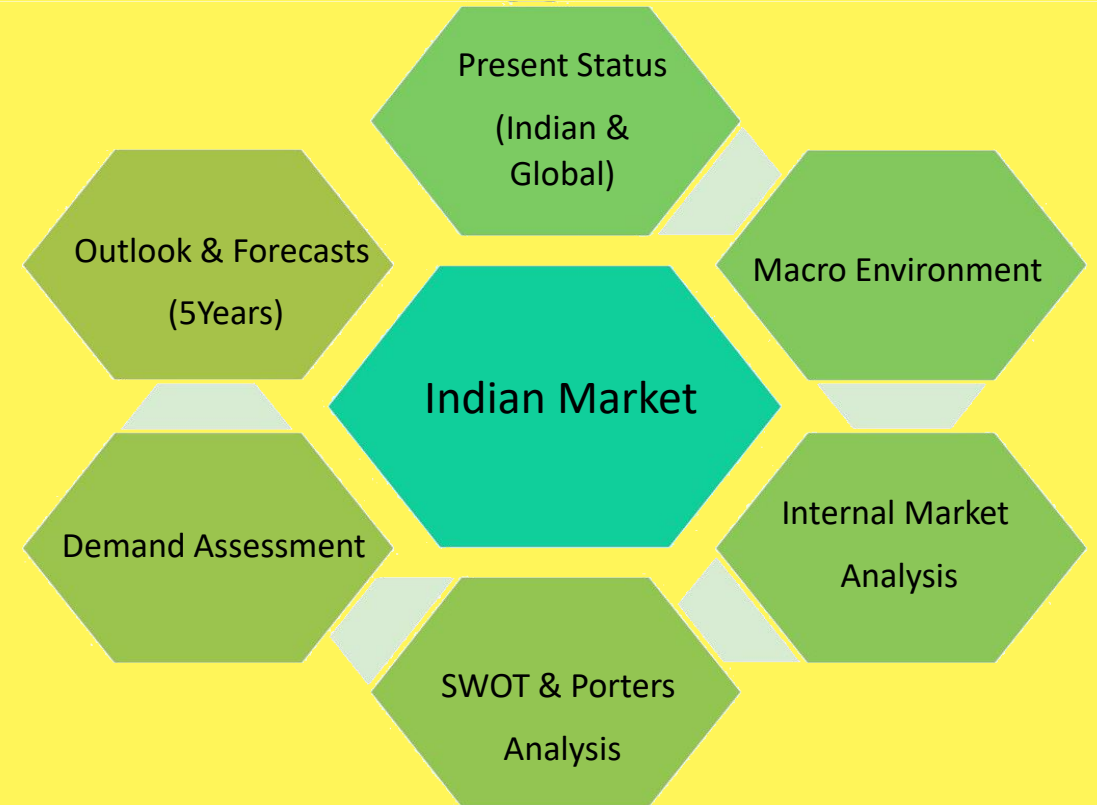 Present Status
(Indian &
Global)
Macro Environment
Internal Market
Analysis
SWOT & Porters
Analysis
Demand Assessment
Outlook & Forecasts
(5Years)
Indian Market